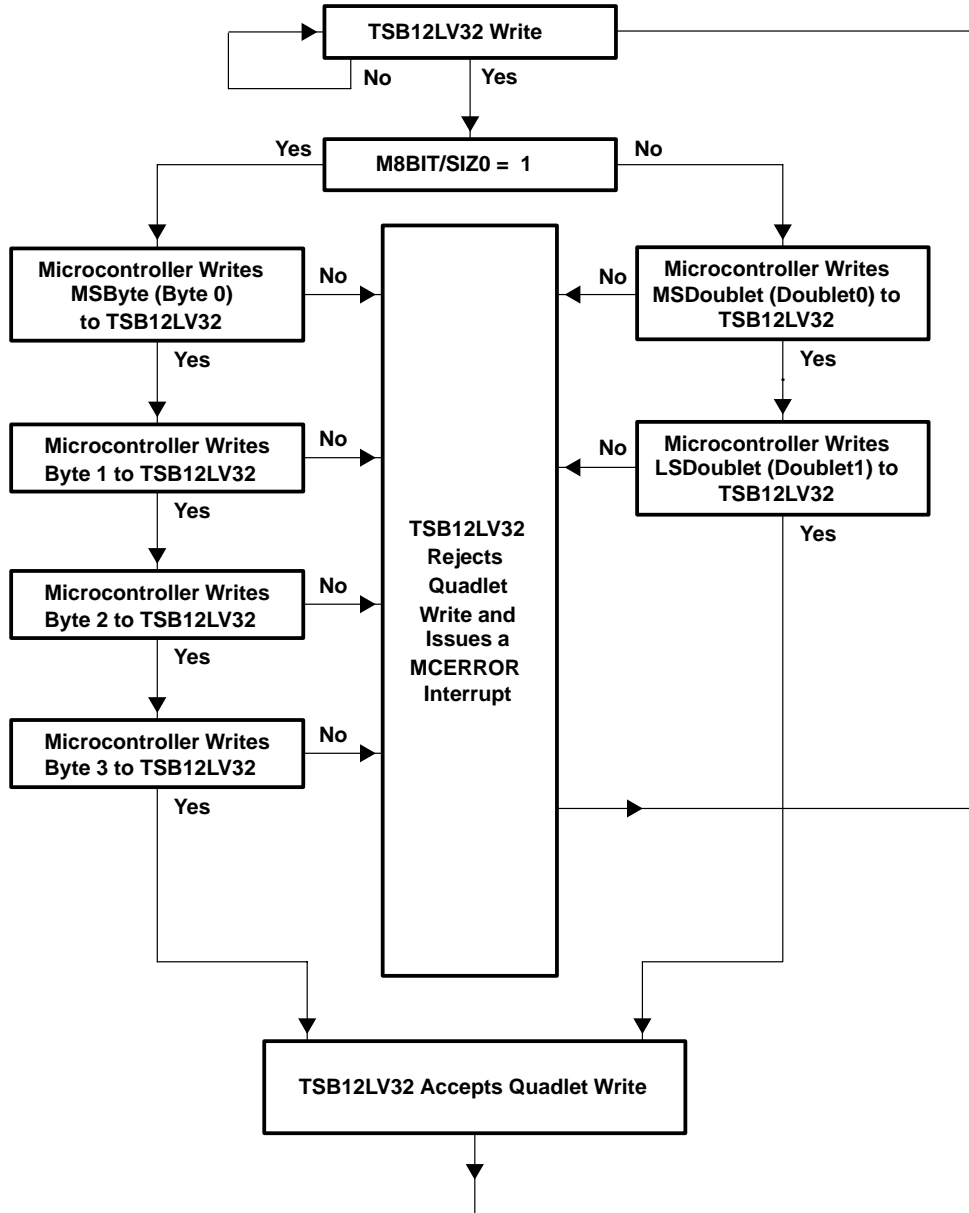 TSB12LV32 Write
No
Yes
Yes
M8BIT/SIZ0 = 1
No
Microcontroller Writes
MSByte (Byte 0)
to TSB12LV32
No
Yes
Microcontroller Writes
Byte 1 to TSB12LV32
No
Yes
Microcontroller Writes
Byte 2 to TSB12LV32
No
Yes
Microcontroller Writes
Byte 3 to TSB12LV32
No
Yes
TSB12LV32
Rejects
Quadlet
Write and
Issues a
MCERROR
Interrupt
No
Microcontroller Writes
MSDoublet (Doublet0) to
TSB12LV32
Yes
No
Microcontroller Writes
LSDoublet (Doublet1) to
TSB12LV32
Yes
TSB12LV32 Accepts Quadlet Write